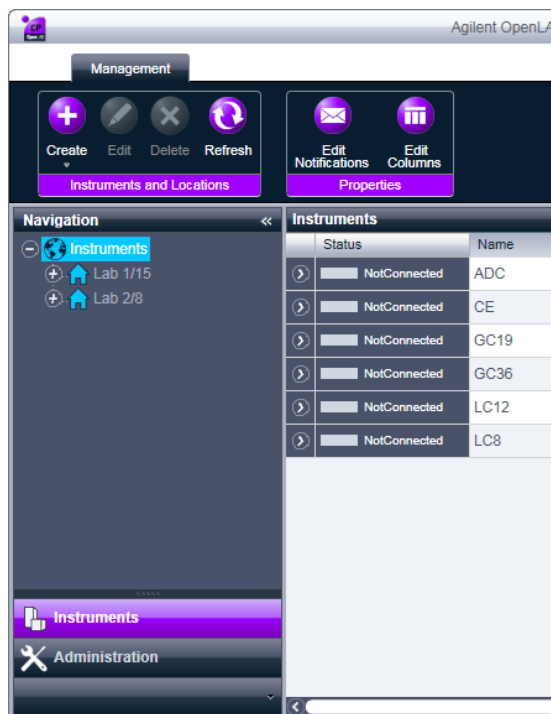 CP
Agilent OpenLA
Management
Create Edit Delete Refresh
Edit Notifications
Edit Columns
Instruments and Locations
Properties
Navigation
Instruments
Lab 1/15
Lab 2/8
Instruments
Status Name
NotConnected ADC
NotConnected CE
NotConnected GC19
NotConnected GC36
NotConnected LC12
NotConnected LC8
Instruments
Administration